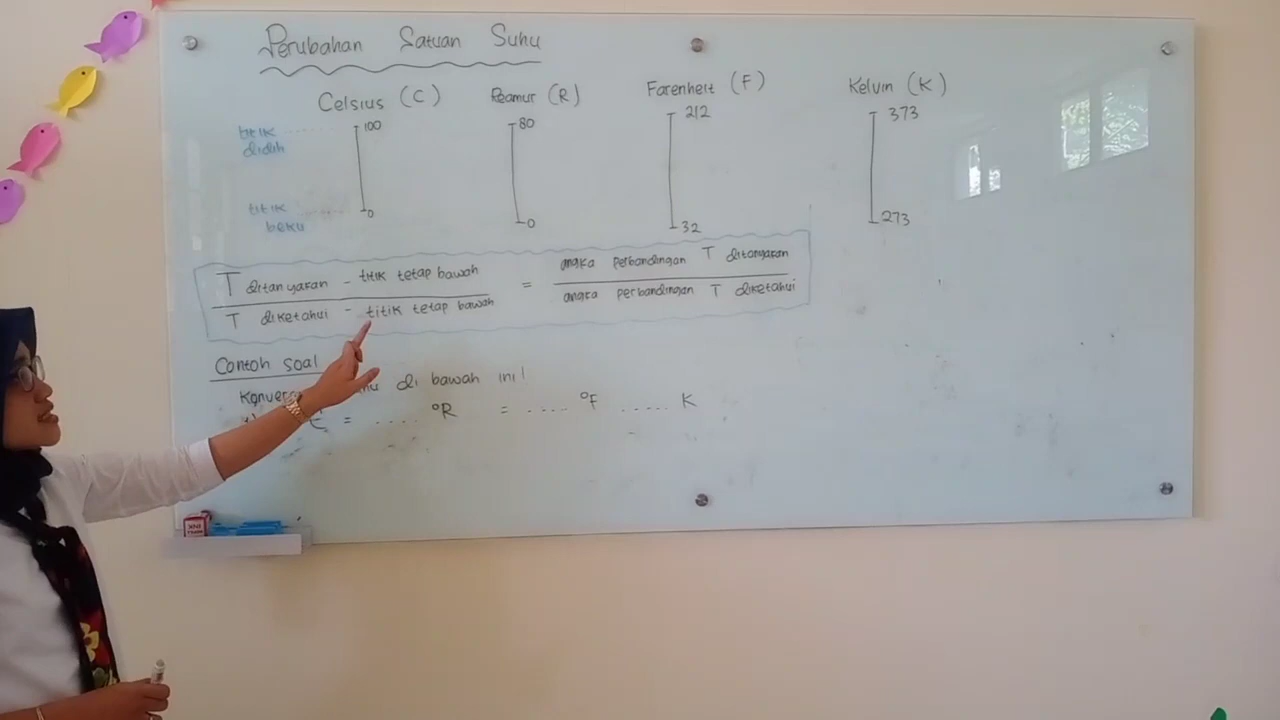 Perubahan Satuan Suhu
Celsius (C) Reamur (R) Farenheit (F) Kelvin (K)
titik didih 100 80 212 373
titik beku 0 0 32 273
T ditanyakan - titik tetap bawah = angka perbandingan T ditanyakan
T diketahui - titik tetap bawah angka perbandingan T diketahui
Contoh soal
di bawah ini!
= .... °R = .... °F ..... K